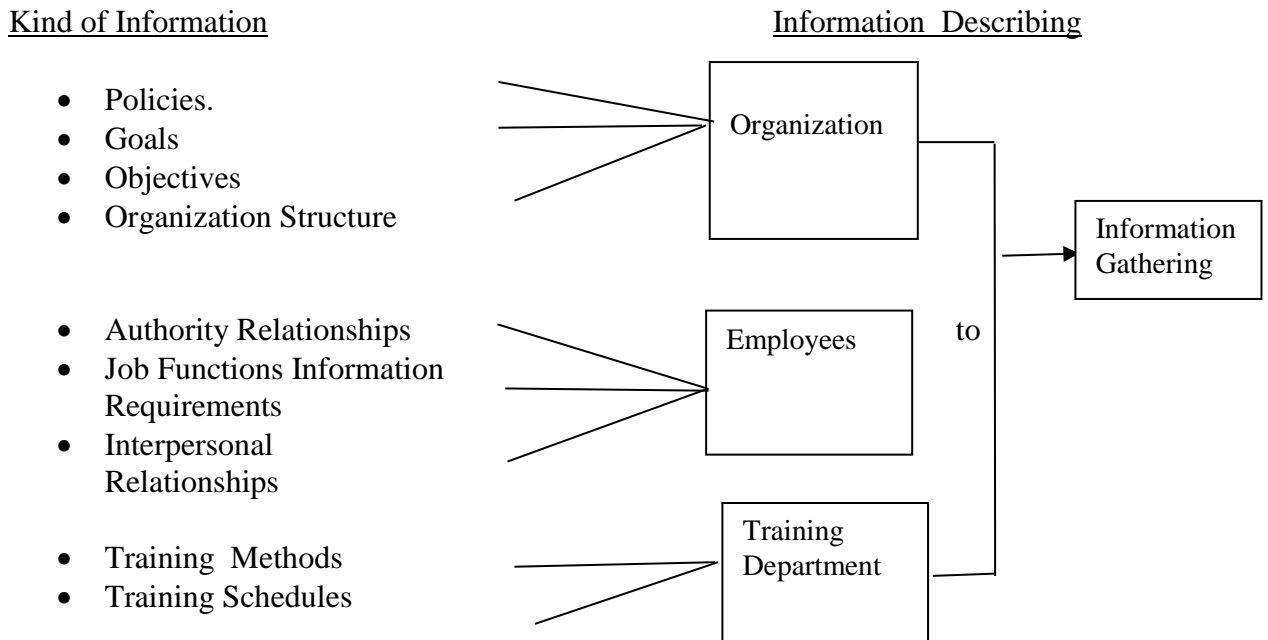 Kind of Information
Information Describing
• Policies.
• Goals
• Objectives
• Organization Structure
Organization
Information
Gathering
• Authority Relationships
• Job Functions Information
Requirements
• Interpersonal
Relationships
Employees
to
• Training Methods
• Training Schedules
Training
Department